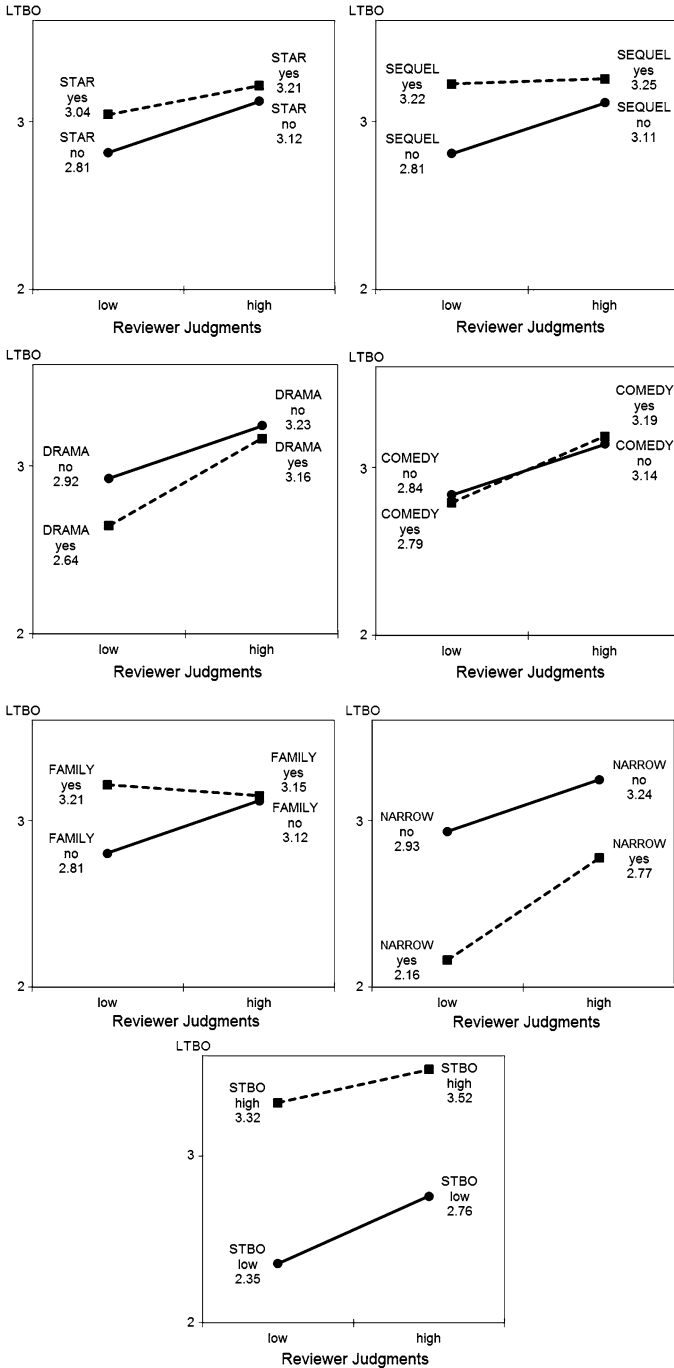 LTBO
STAR
yes
3.04
STAR
no
2.81
STAR
yes
3.21
STAR
no
3.12
3
2
low
high
Reviewer Judgments
LTBO
SEQUEL
yes
3.22
SEQUEL
no
2.81
SEQUEL
yes
3.25
SEQUEL
no
3.11
3
2
low
high
Reviewer Judgments
LTBO
DRAMA
no
2.92
DRAMA
yes
2.64
DRAMA
no
3.23
DRAMA
yes
3.16
3
2
low
high
Reviewer Judgments
LTBO
COMEDY
no
2.84
COMEDY
yes
2.79
COMEDY
yes
3.19
COMEDY
no
3.14
3
2
low
high
Reviewer Judgments
LTBO
FAMILY
yes
3.21
FAMILY
no
2.81
FAMILY
yes
3.15
FAMILY
no
3.12
3
2
low
high
Reviewer Judgments
LTBO
NARROW
no
2.93
NARROW
yes
2.16
NARROW
no
3.24
NARROW
yes
2.77
3
2
low
high
Reviewer Judgments
LTBO
STBO
high
3.32
STBO
low
2.35
STBO
high
3.52
STBO
low
2.76
3
2
low
high
Reviewer Judgments